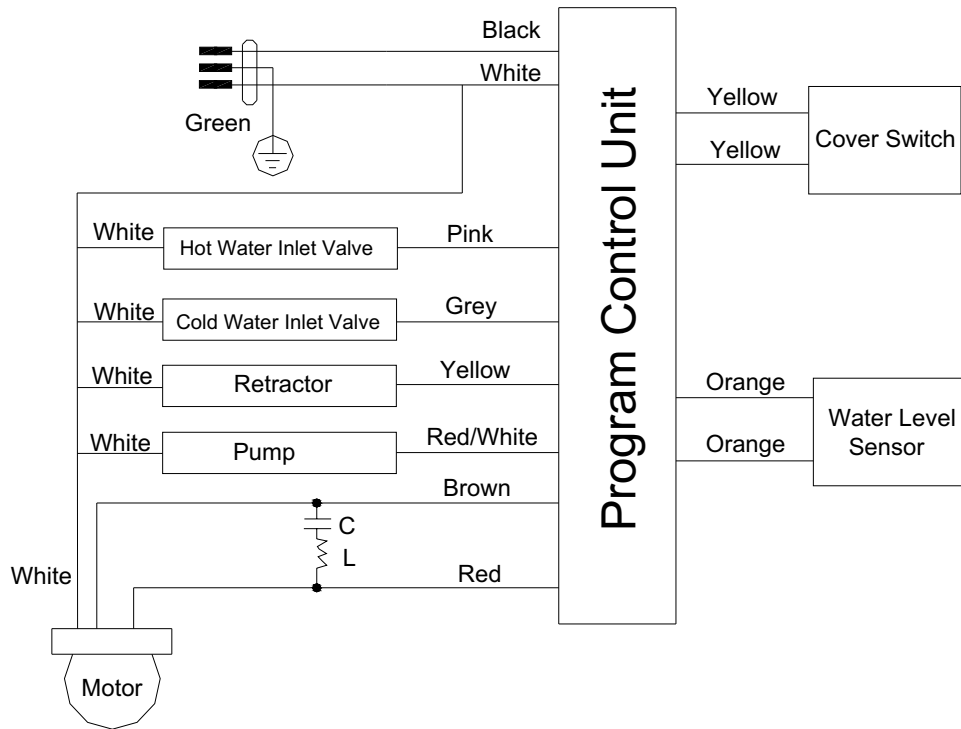 Black
White
Green
Yellow
Cover Switch
Yellow
White
Hot Water Inlet Valve
Pink
White
Cold Water Inlet Valve
Grey
White
Retractor
Yellow
White
Pump
Red/White
Orange
Water Level
Sensor
Orange
Program Control Unit
Brown
C
L
White
Red
Motor